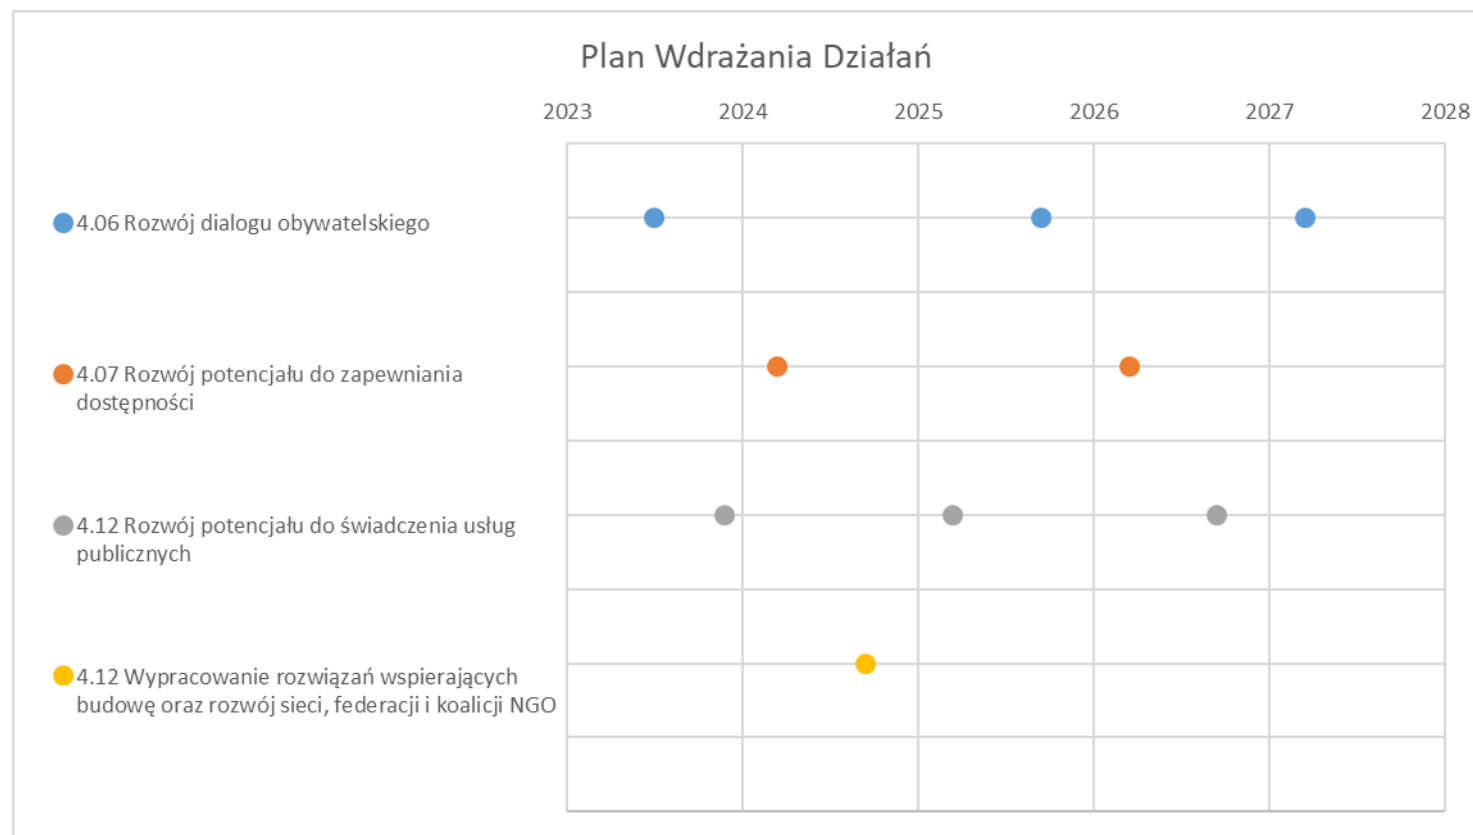 Plan Wdrażania Działań
2023 2024 2025 2026 2027 2028
4.06 Rozwój dialogu obywatelskiego
4.07 Rozwój potencjału do zapewniania
dostępności
4.12 Rozwój potencjału do świadczenia usług
publicznych
4.12 Wypracowanie rozwiązań wspierających
budowę oraz rozwój sieci, federacji i koalicji NGO